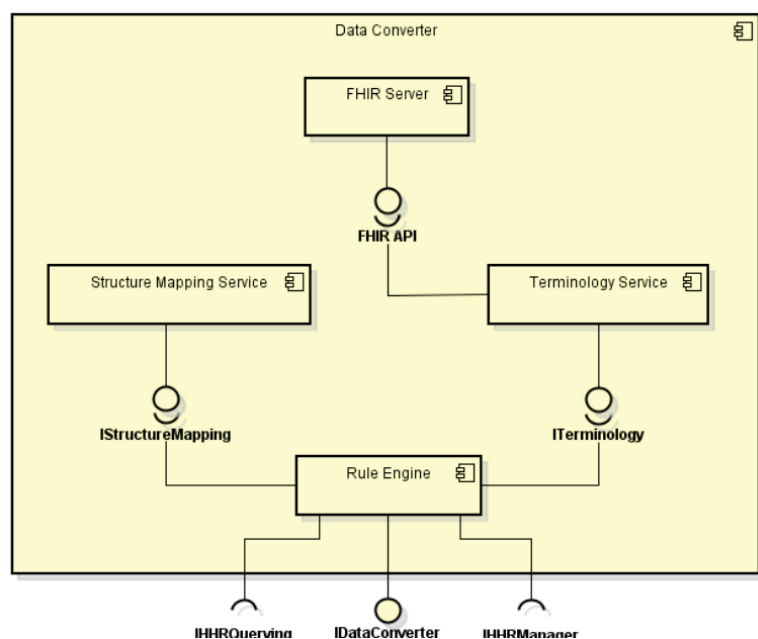 Data Converter
FHIR Server
FHIR API
Structure Mapping Service
Terminology Service
IStructureMapping
ITerminology
Rule Engine
IHHRQuerying
IDataConverter
IHHRManager